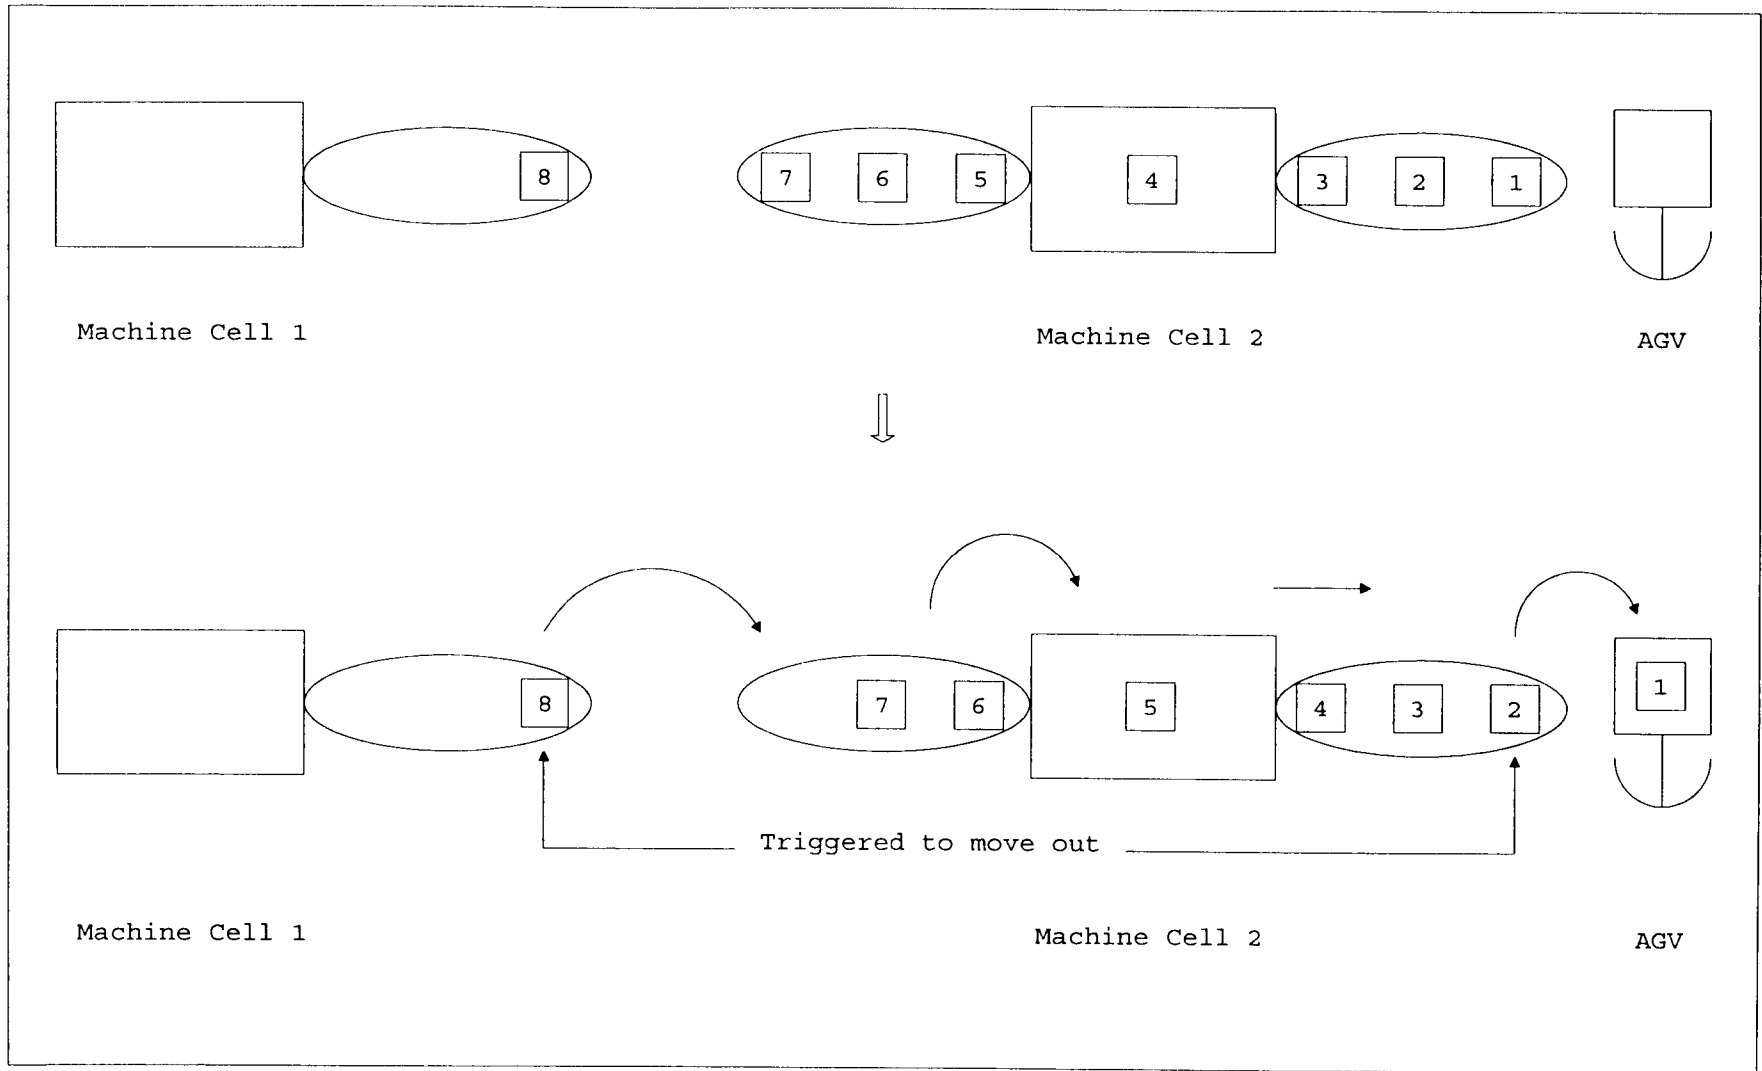 8 7 6 5 4 3 2 1
Machine Cell 1 Machine Cell 2 AGV
8 7 6 5 4 3 2 1
Triggered to move out
Machine Cell 1 Machine Cell 2 AGV